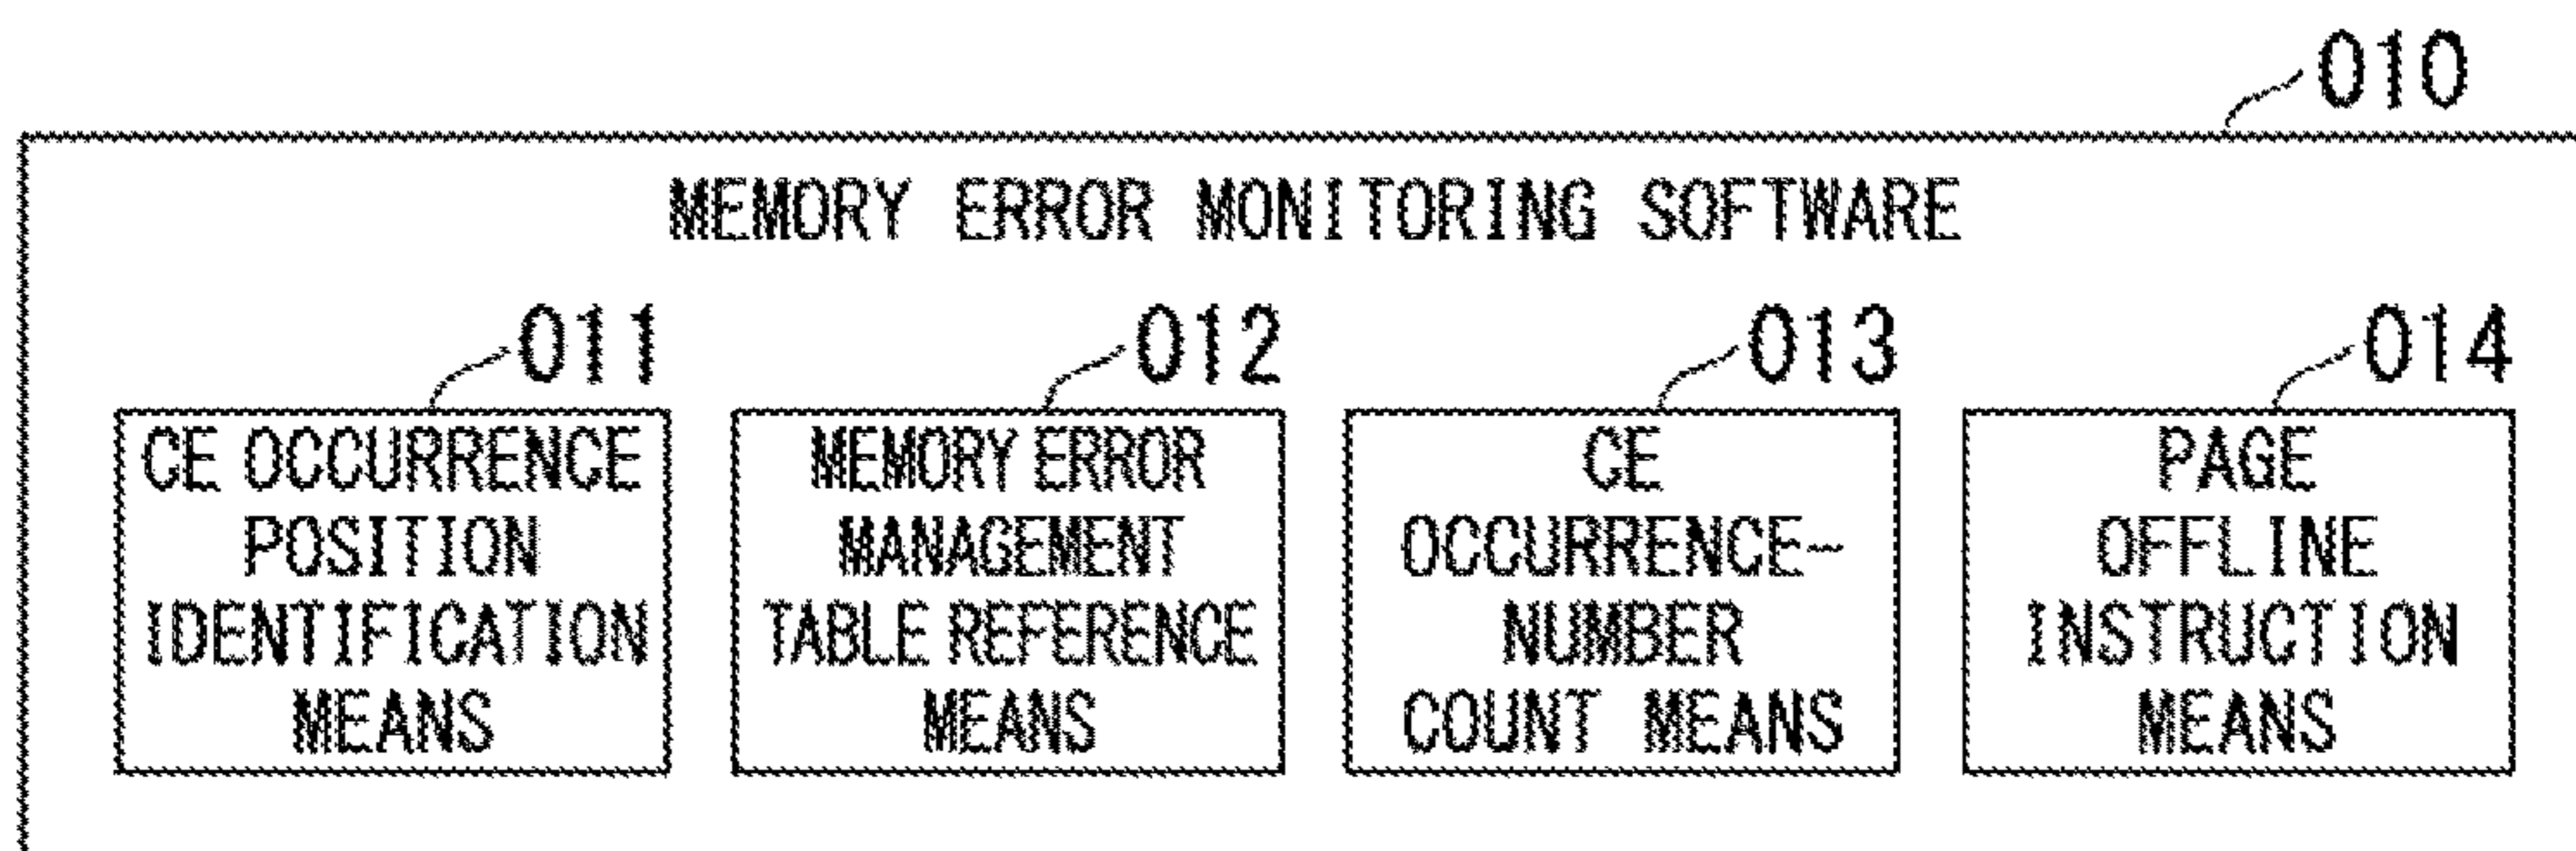 010
MEMORY ERROR MONITORING SOFTWARE
011
CE OCCURRENCE
POSITION
IDENTIFICATION
MEANS
012
MEMORY ERROR
MANAGEMENT
TABLE REFERENCE
MEANS
013
CE
OCCURRENCE-
NUMBER
COUNT MEANS
014
PAGE
OFFLINE
INSTRUCTION
MEANS